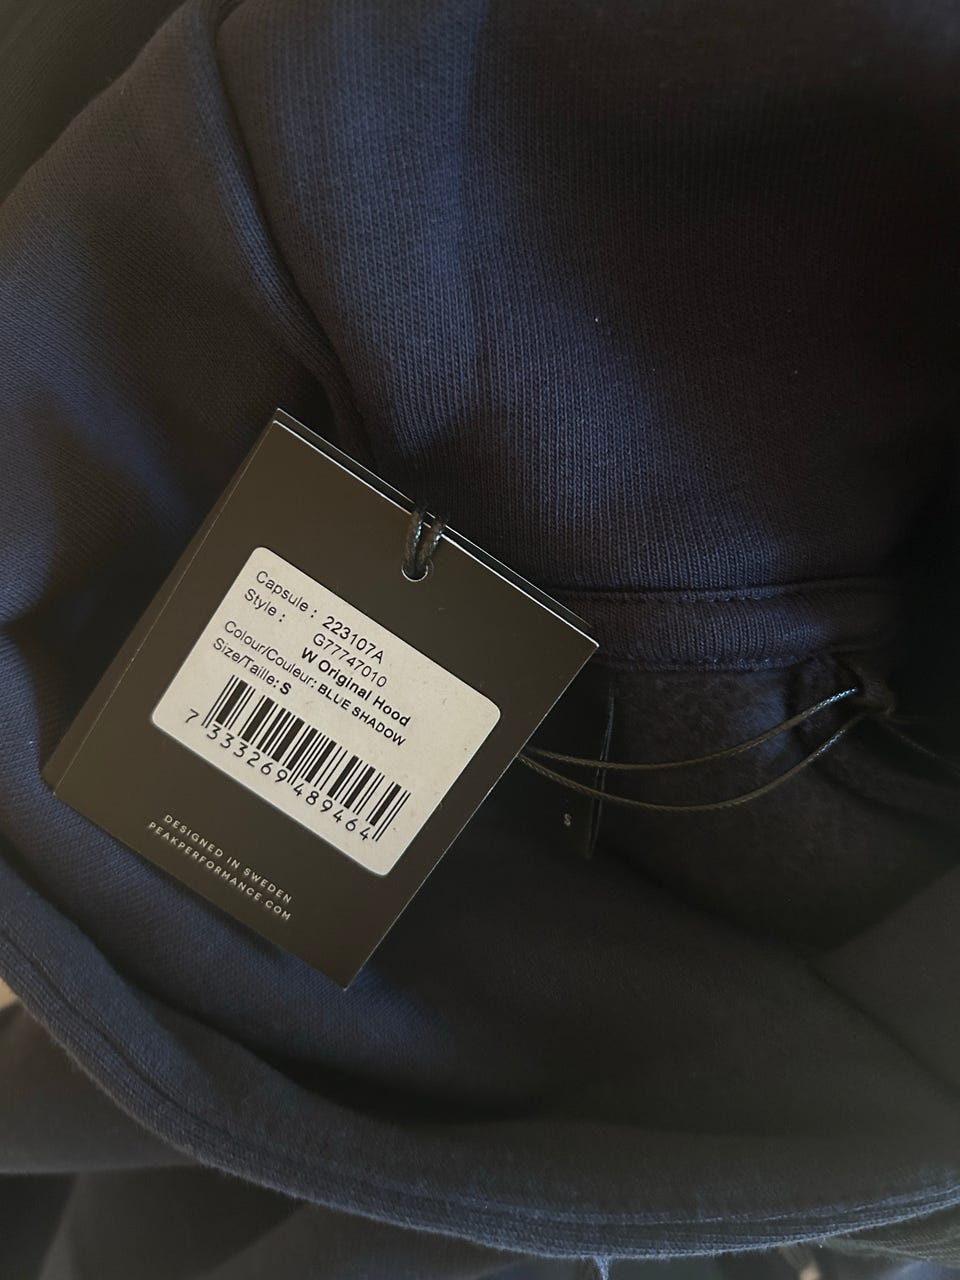 Capsule : 223107A
Style : G77747010
W Original Hood
Colour/Couleur: BLUE SHADOW
Size/Taille: S
7 333269 489464
DESIGNED IN SWEDEN
PEAKPERFORMANCE.COM
S